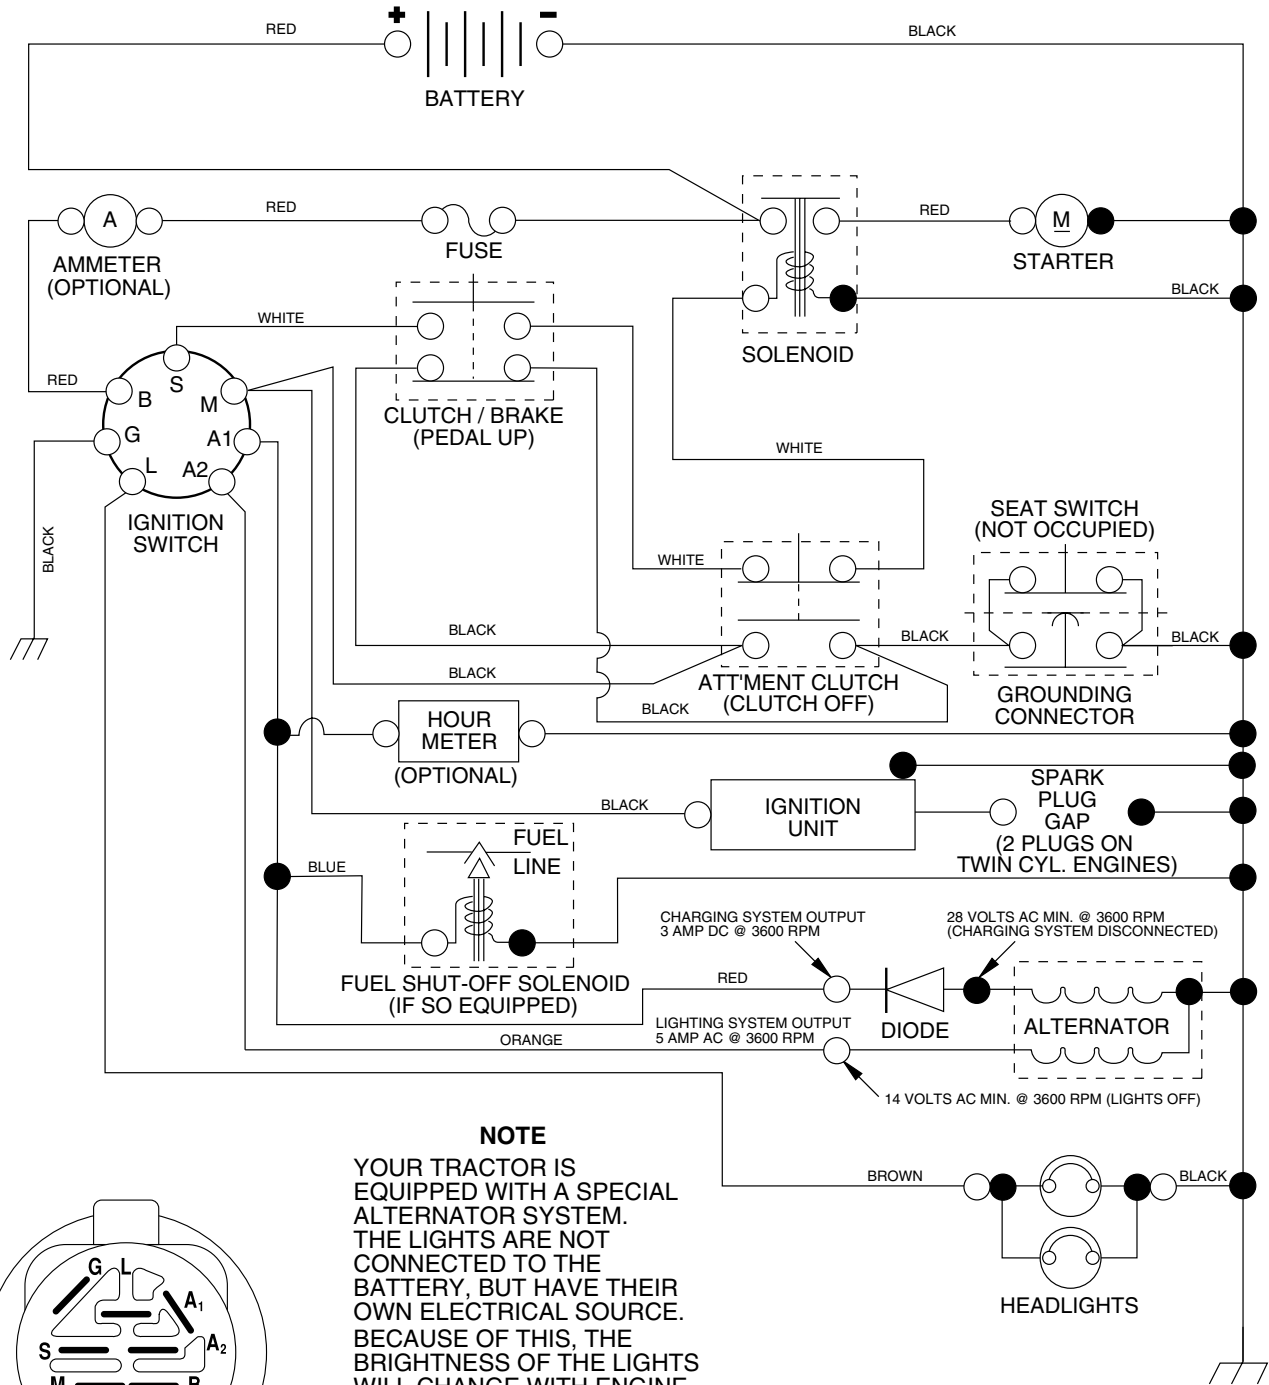 + −
RED
BLACK
BATTERY
A
RED
RED
M
AMMETER
(OPTIONAL)
FUSE
STARTER
BLACK
WHITE
SOLENOID
RED
B
S
M
G
A1
L
A2
CLUTCH / BRAKE
(PEDAL UP)
WHITE
IGNITION
SWITCH
BLACK
SEAT SWITCH
(NOT OCCUPIED)
WHITE
BLACK
BLACK
BLACK
BLACK
ATT'MENT CLUTCH
(CLUTCH OFF)
BLACK
GROUNDING
CONNECTOR
HOUR
METER
(OPTIONAL)
BLACK
IGNITION
UNIT
SPARK
PLUG
GAP
(2 PLUGS ON
TWIN CYL. ENGINES)
FUEL
LINE
BLUE
FUEL SHUT-OFF SOLENOID
(IF SO EQUIPPED)
CHARGING SYSTEM OUTPUT
3 AMP DC @ 3600 RPM
28 VOLTS AC MIN. @ 3600 RPM
(CHARGING SYSTEM DISCONNECTED)
RED
DIODE
ALTERNATOR
LIGHTING SYSTEM OUTPUT
5 AMP AC @ 3600 RPM
ORANGE
14 VOLTS AC MIN. @ 3600 RPM (LIGHTS OFF)
BROWN
BLACK
HEADLIGHTS
NOTE
YOUR TRACTOR IS
EQUIPPED WITH A SPECIAL
ALTERNATOR SYSTEM.
THE LIGHTS ARE NOT
CONNECTED TO THE
BATTERY, BUT HAVE THEIR
OWN ELECTRICAL SOURCE.
BECAUSE OF THIS, THE
BRIGHTNESS OF THE LIGHTS
WILL CHANGE WITH ENGINE
G L
A1
A2
S
M
B